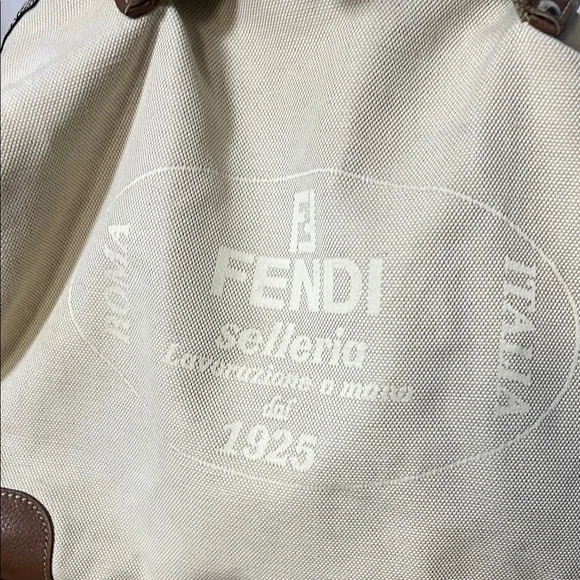 FENDI
ROMA
ITALIA
selleria
Lavorazione a mano
dal
1925